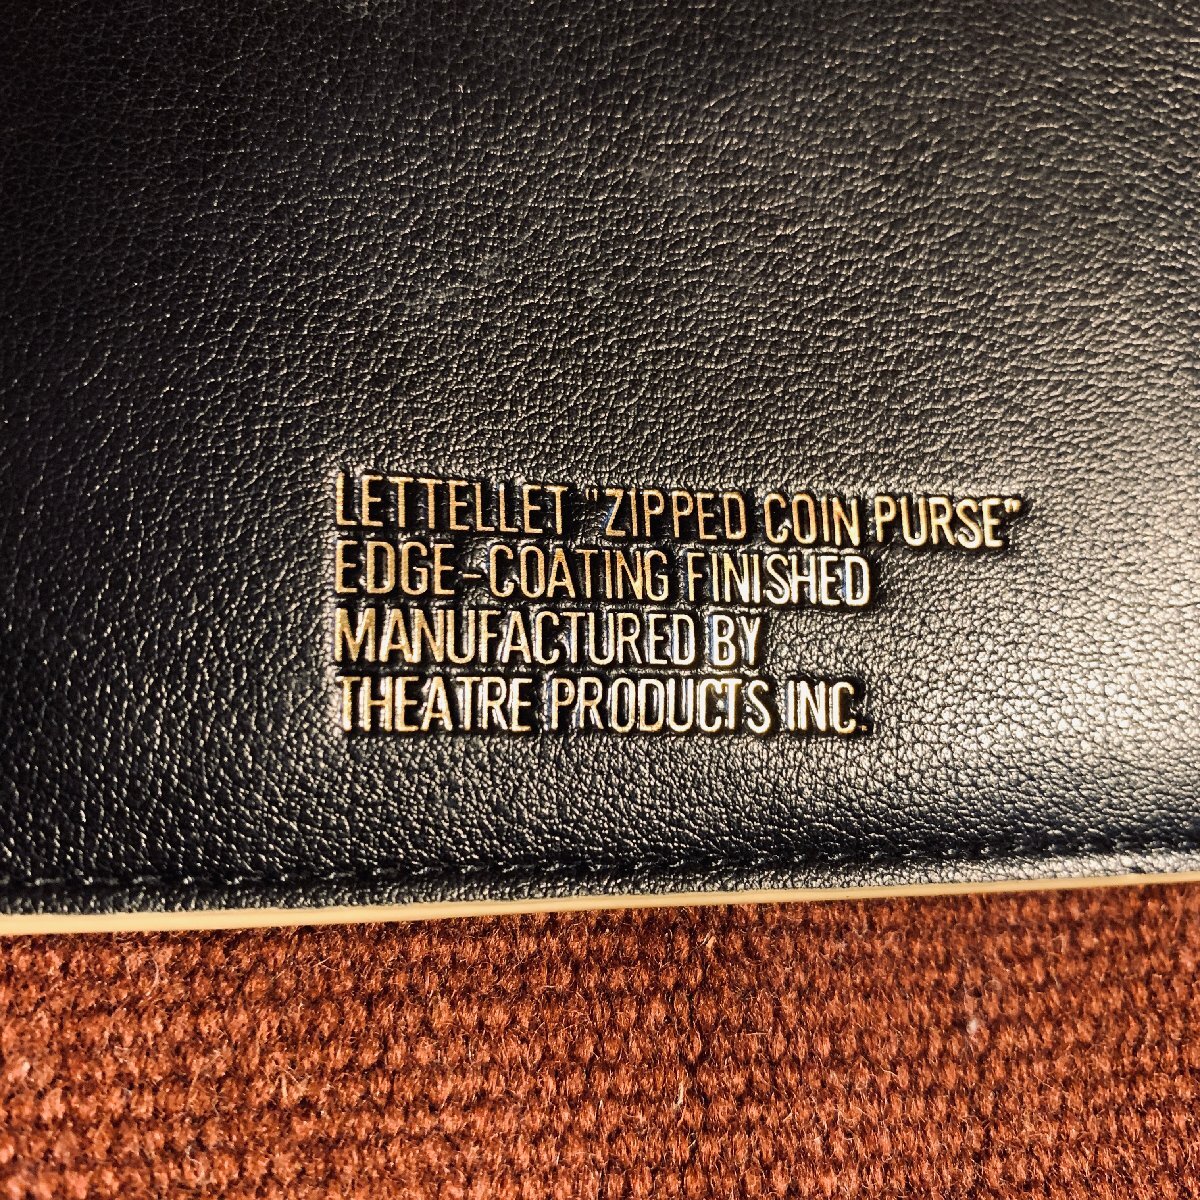 LETTELLET "ZIPPED COIN PURSE"
EDGE-COATING FINISHED
MANUFACTURED BY
THEATRE PRODUCTS INC.